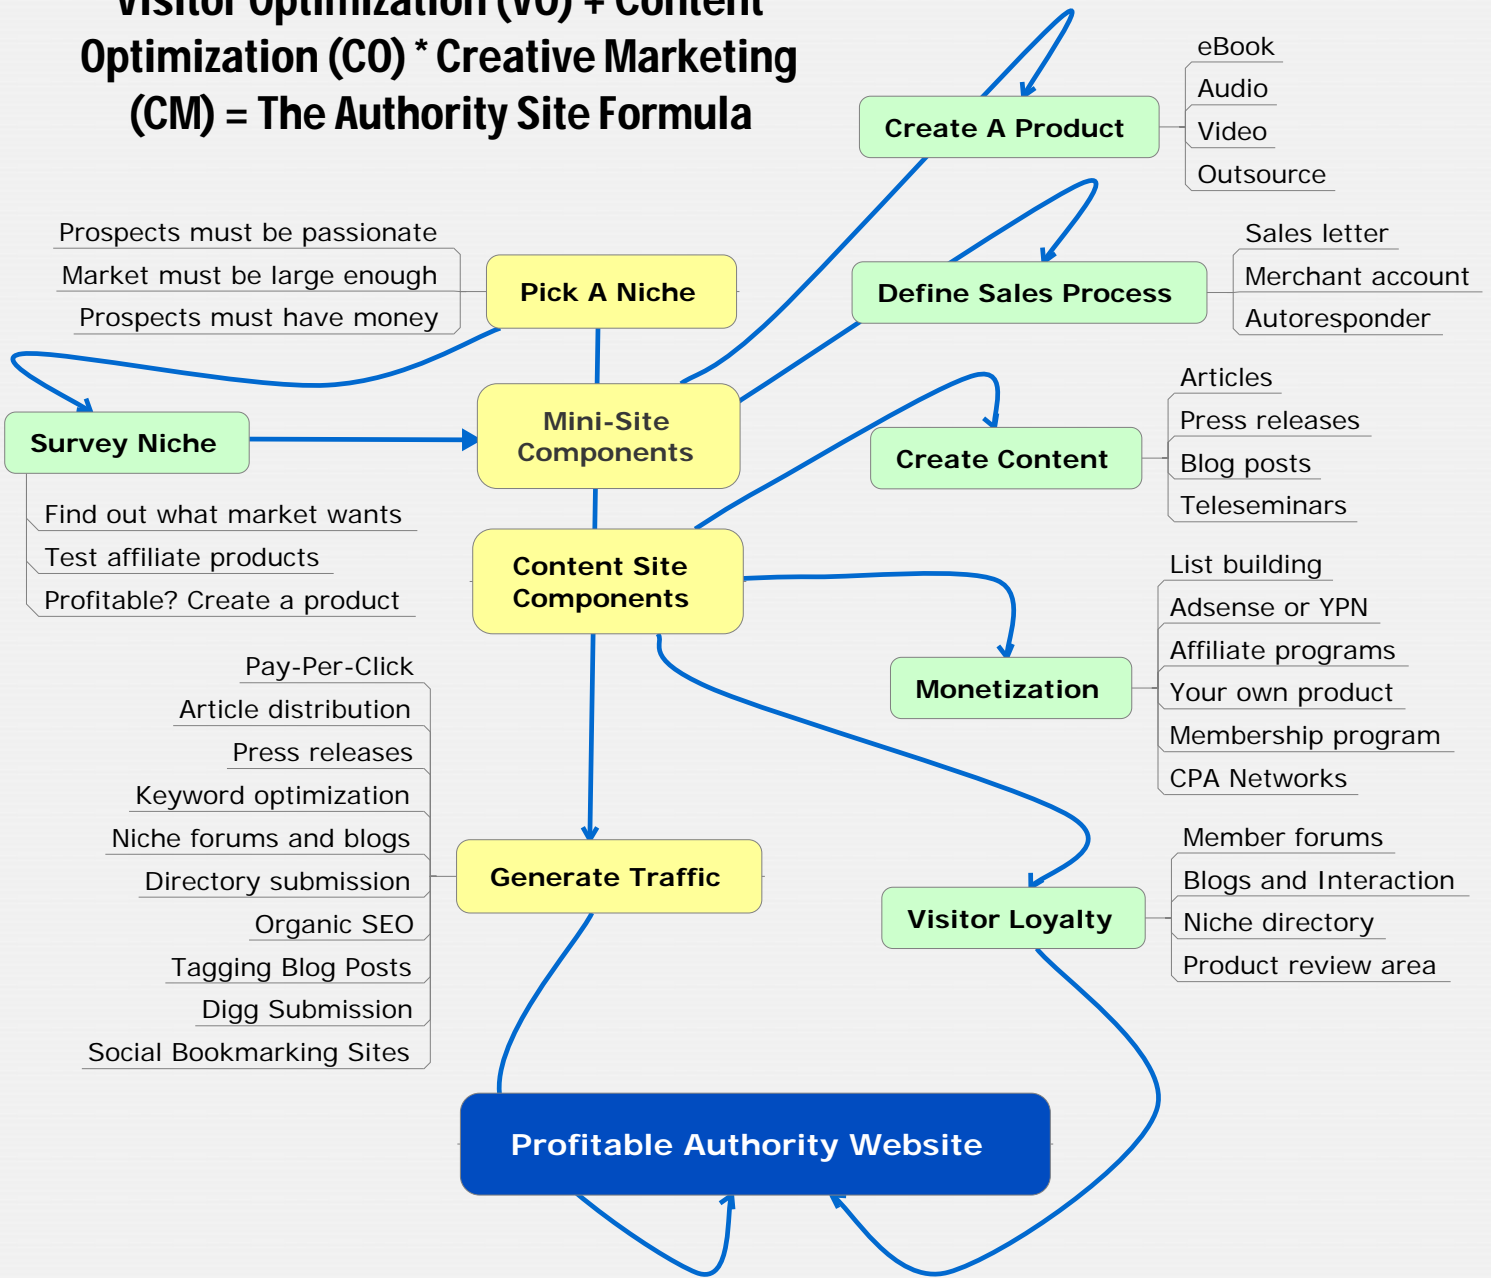 Visitor Optimization (VO) + Content
Optimization (CO) * Creative Marketing
(CM) = The Authority Site Formula
Create A Product
eBook
Audio
Video
Outsource
Pick A Niche
Prospects must be passionate
Market must be large enough
Prospects must have money
Define Sales Process
Sales letter
Merchant account
Autoresponder
Survey Niche
Find out what market wants
Test affiliate products
Profitable? Create a product
Mini-Site
Components
Create Content
Articles
Press releases
Blog posts
Teleseminars
Content Site
Components
Monetization
List building
Adsense or YPN
Affiliate programs
Your own product
Membership program
CPA Networks
Generate Traffic
Pay-Per-Click
Article distribution
Press releases
Keyword optimization
Niche forums and blogs
Directory submission
Organic SEO
Tagging Blog Posts
Digg Submission
Social Bookmarking Sites
Visitor Loyalty
Member forums
Blogs and Interaction
Niche directory
Product review area
Profitable Authority Website